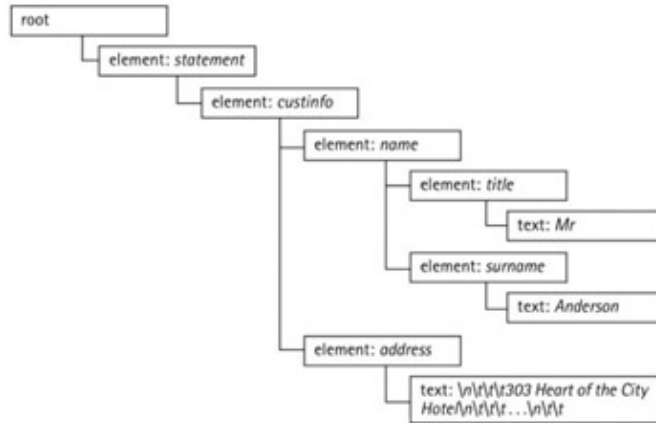 root
element: statement
element: custinfo
element: name
element: title
text: Mr
element: surname
text: Anderson
element: address
text: \n\t\t\t303 Heart of the City
Hotel\n\t\t\t . . .\n\t\t